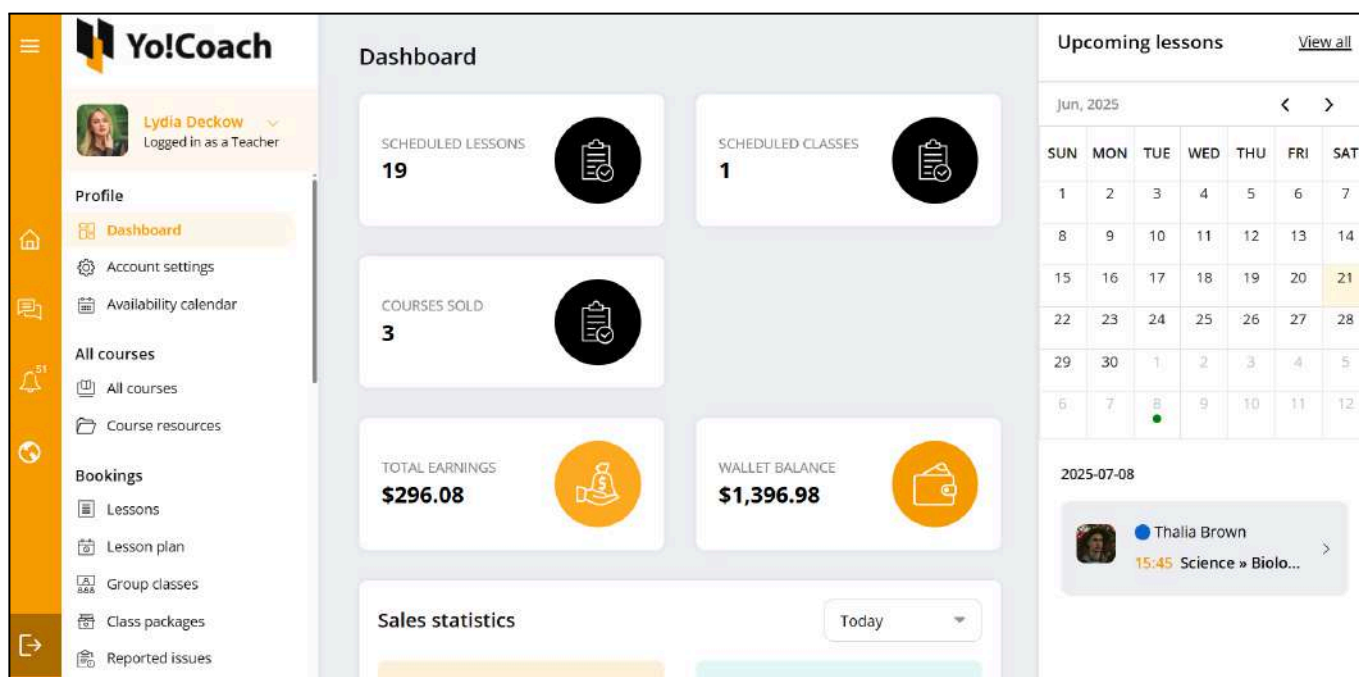 Yo!Coach
Lydia Deckow
Logged in as a Teacher
Profile
Dashboard
Account settings
Availability calendar
All courses
All courses
Course resources
Bookings
Lessons
Lesson plan
Group classes
Class packages
Reported issues
51
Dashboard
SCHEDULED LESSONS
19
SCHEDULED CLASSES
1
COURSES SOLD
3
TOTAL EARNINGS
$296.08
WALLET BALANCE
$1,396.98
Sales statistics
Today
Upcoming lessons View all
Jun, 2025
SUN MON TUE WED THU FRI SAT
1 2 3 4 5 6 7
8 9 10 11 12 13 14
15 16 17 18 19 20 21
22 23 24 25 26 27 28
29 30 1 2 3 4 5
6 7 8 9 10 11 12
2025-07-08
Thalia Brown
15:45 Science » Biolo...